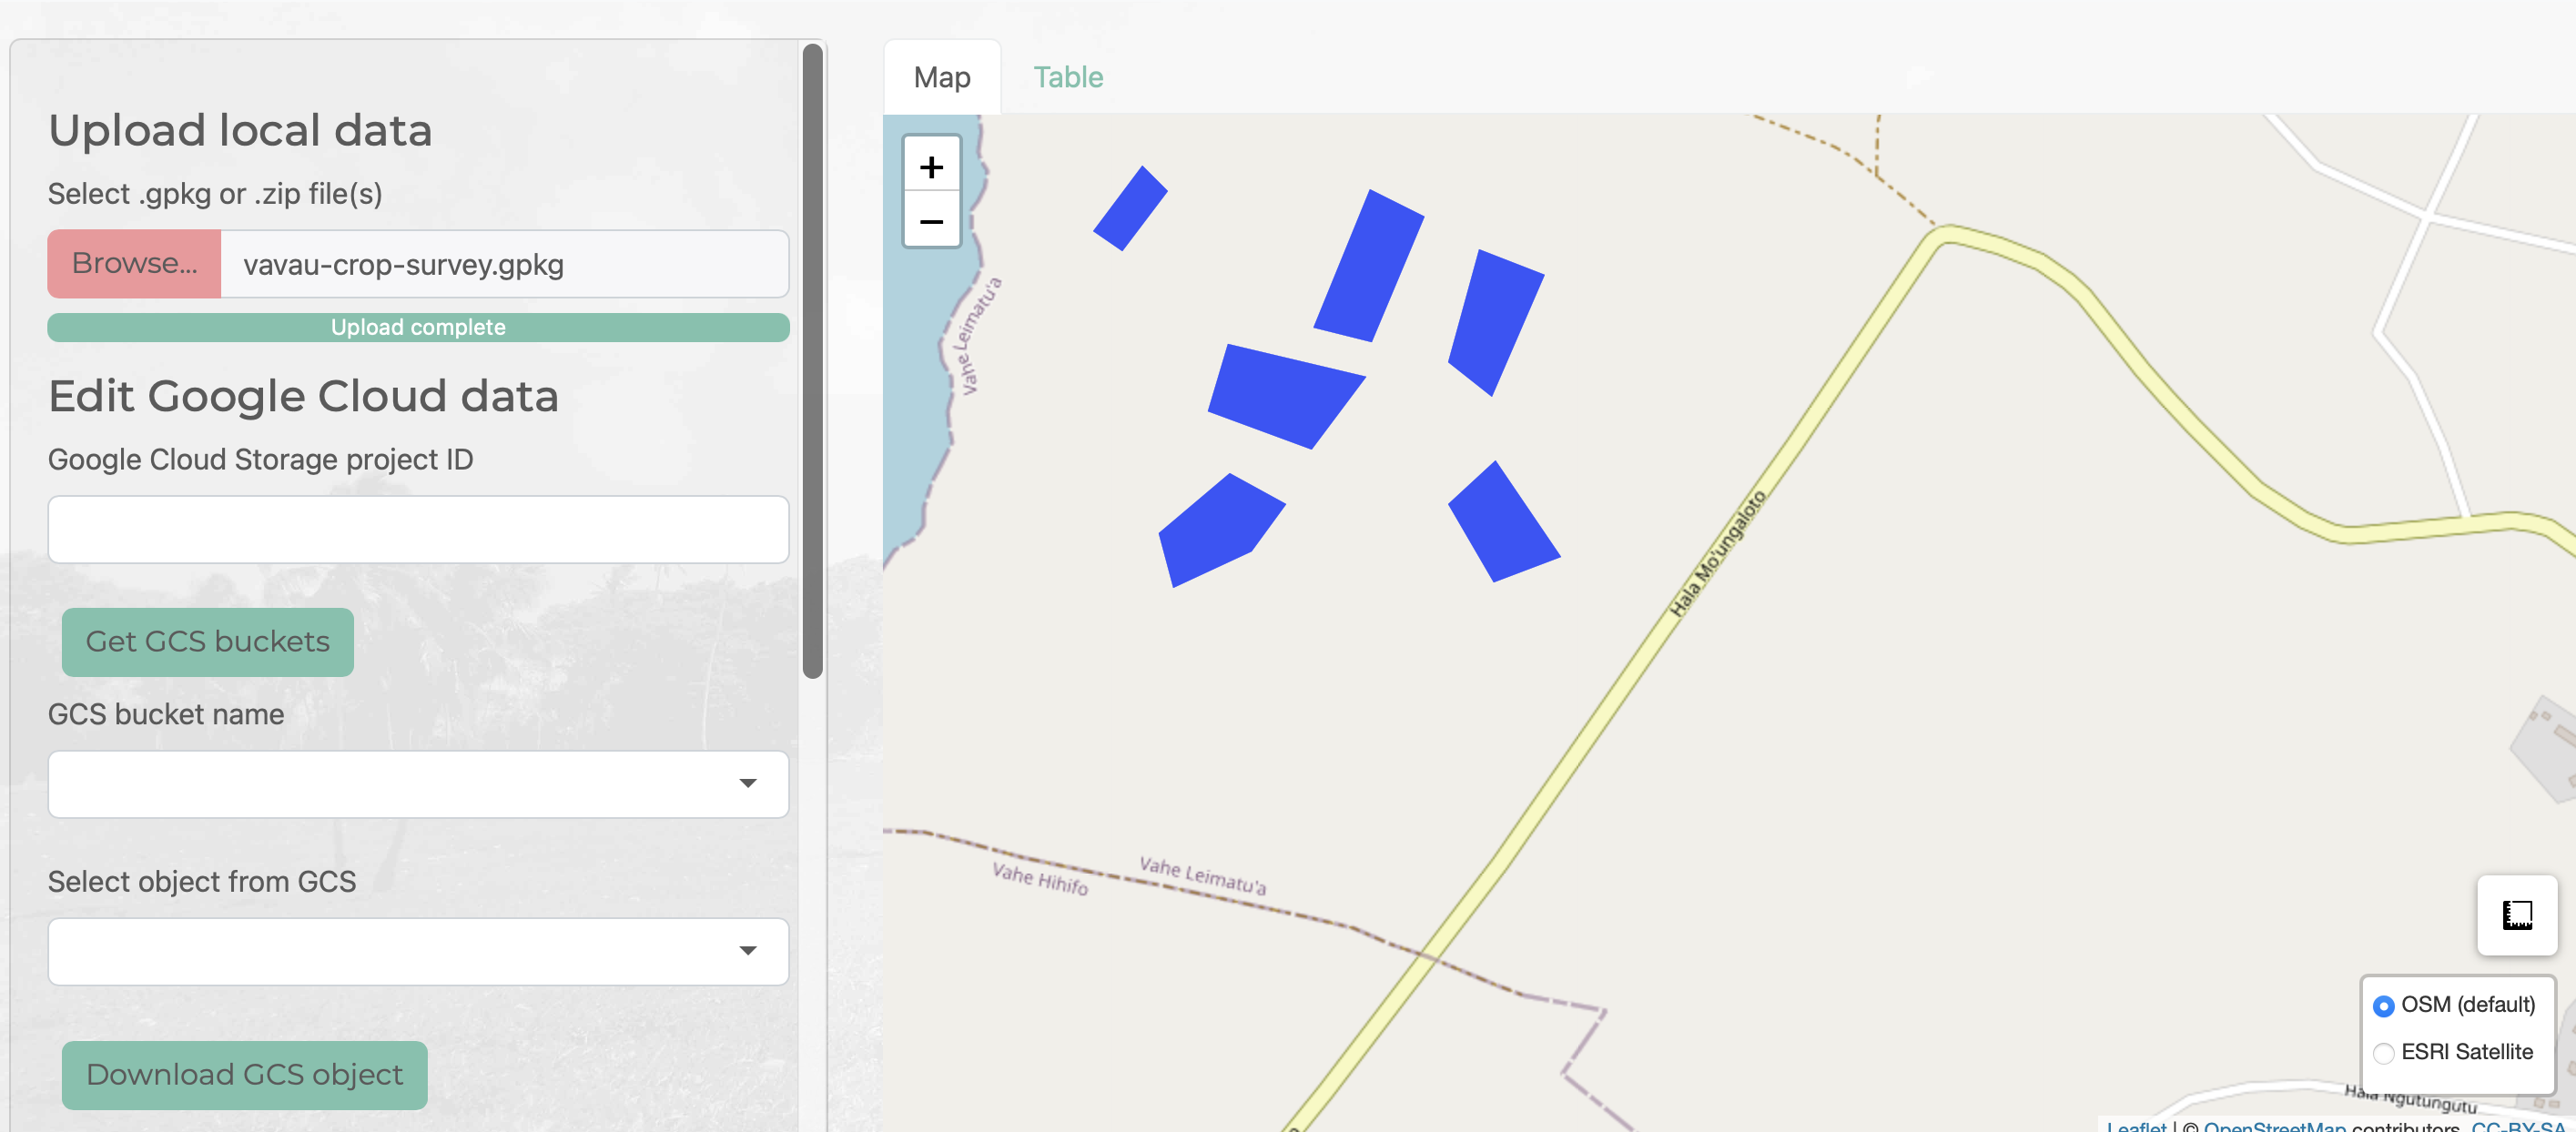 Upload local data
Select .gpkg or .zip file(s)
Browse...
vavau-crop-survey.gpkg
Upload complete
Edit Google Cloud data
Google Cloud Storage project ID
Get GCS buckets
GCS bucket name
Select object from GCS
Download GCS object
Map
Table
+
−
Vahe Leimatu'a
Hala Mo'ungaloto
Vahe Leimatu'a
Vahe Hihifo
OSM (default)
ESRI Satellite
Hala Ngutungutu
Leaflet | © OpenStreetMap contributors, CC-BY-SA